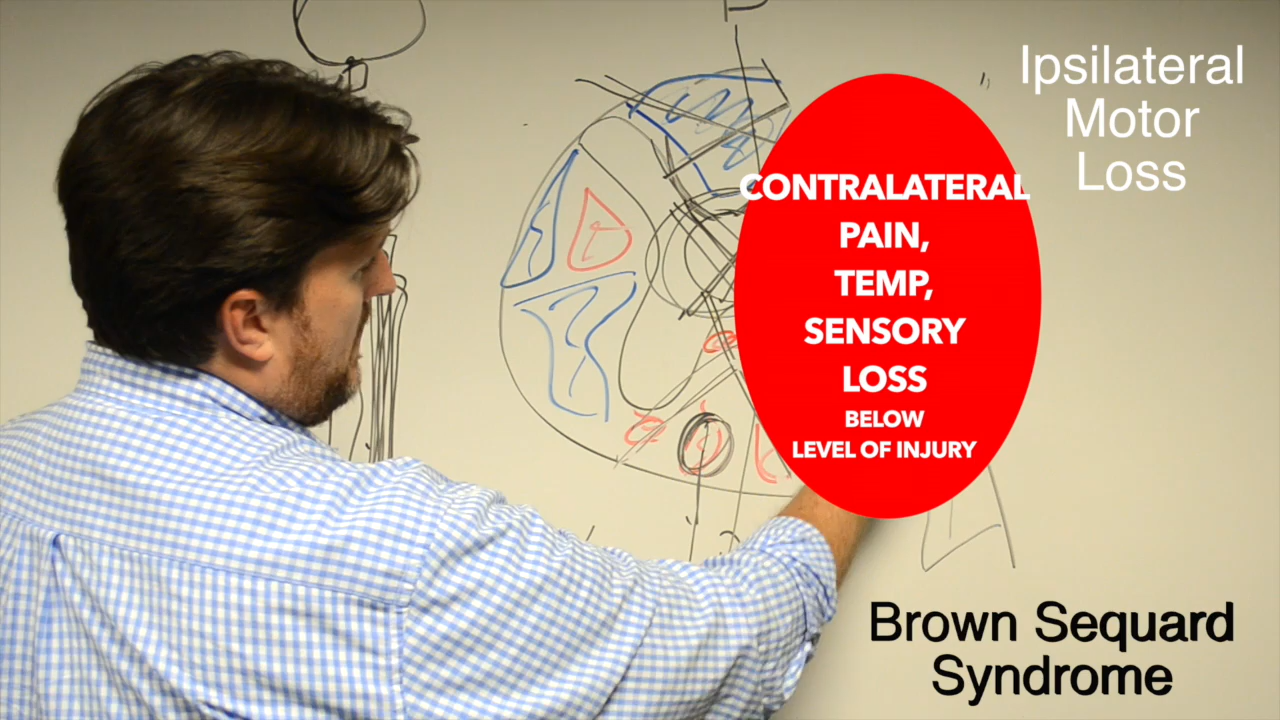 Ipsilateral
Motor
Loss
CONTRALATERAL
PAIN,
TEMP,
SENSORY
LOSS
BELOW
LEVEL OF INJURY
Brown Sequard
Syndrome